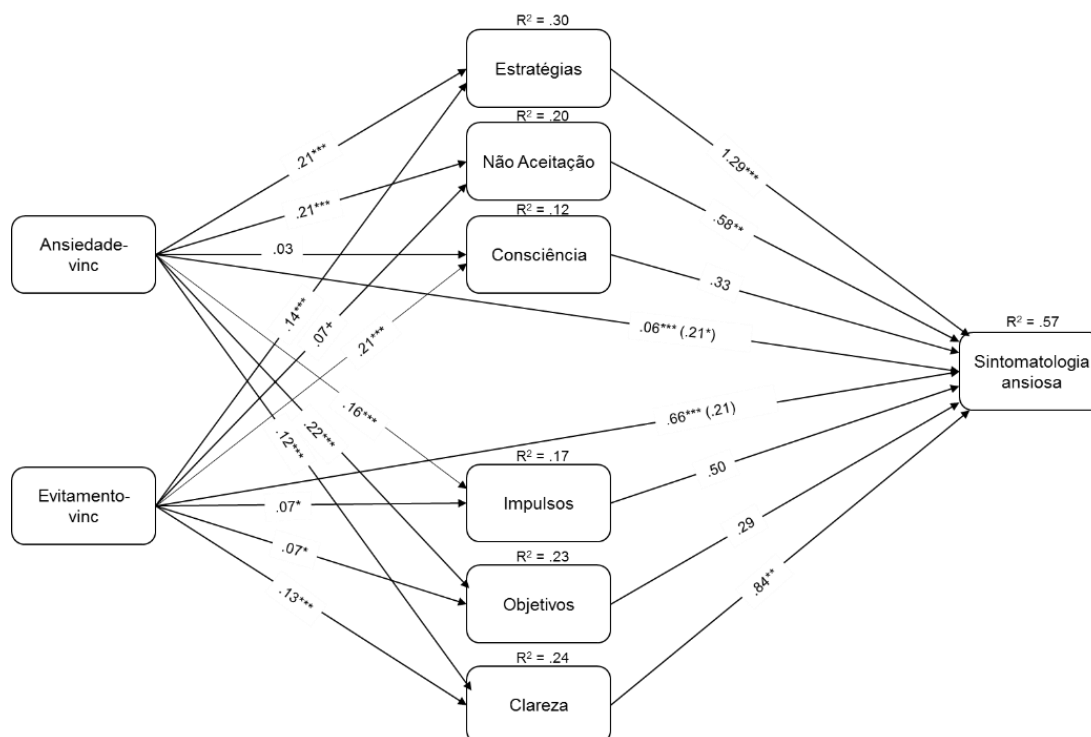 R² = .30
Estratégias
R² = .20
Não Aceitação
R² = .12
Consciência
Ansiedade-
vinc
Evitamento-
vinc
R² = .17
Impulsos
R² = .23
Objetivos
R² = .24
Clareza
R² = .57
Sintomatologia
ansiosa
.21***
.21***
.03
.14***
.07+
.21***
.16***
.22***
.12***
.07*
.07*
.13***
1.29***
.58**
.33
.06*** (.21*)
.66*** (.21)
.50
.29
.84**